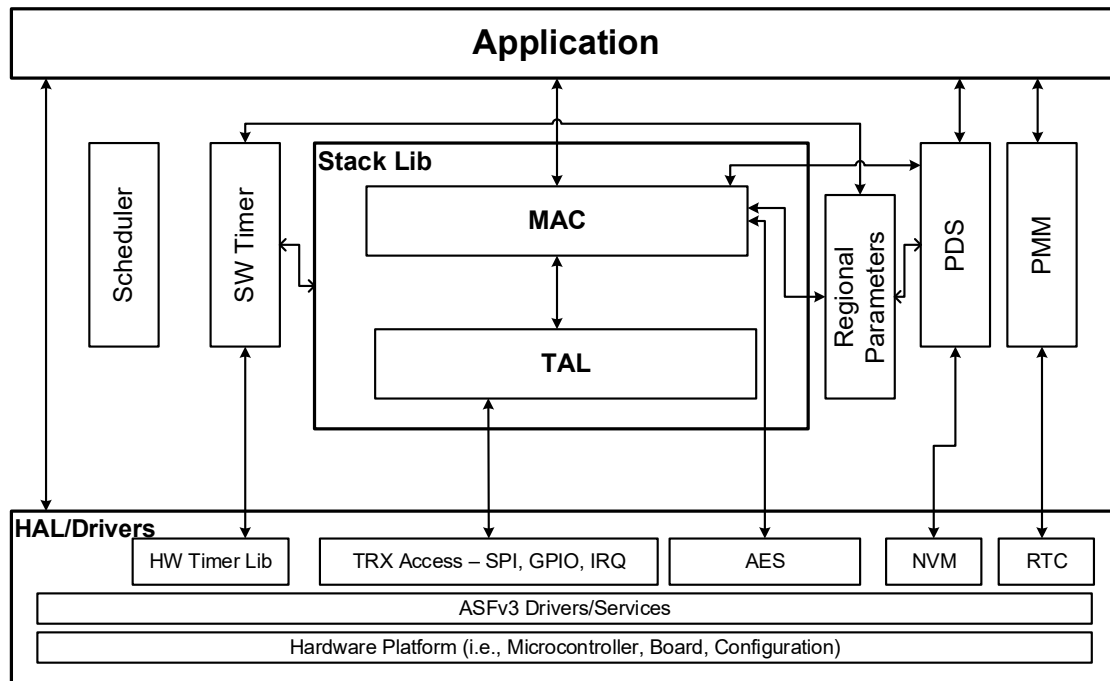 Application
Scheduler
SW Timer
Stack Lib
MAC
TAL
Regional
Parameters
PDS
PMM
HAL/Drivers
HW Timer Lib
TRX Access – SPI, GPIO, IRQ
AES
NVM
RTC
ASFv3 Drivers/Services
Hardware Platform (i.e., Microcontroller, Board, Configuration)